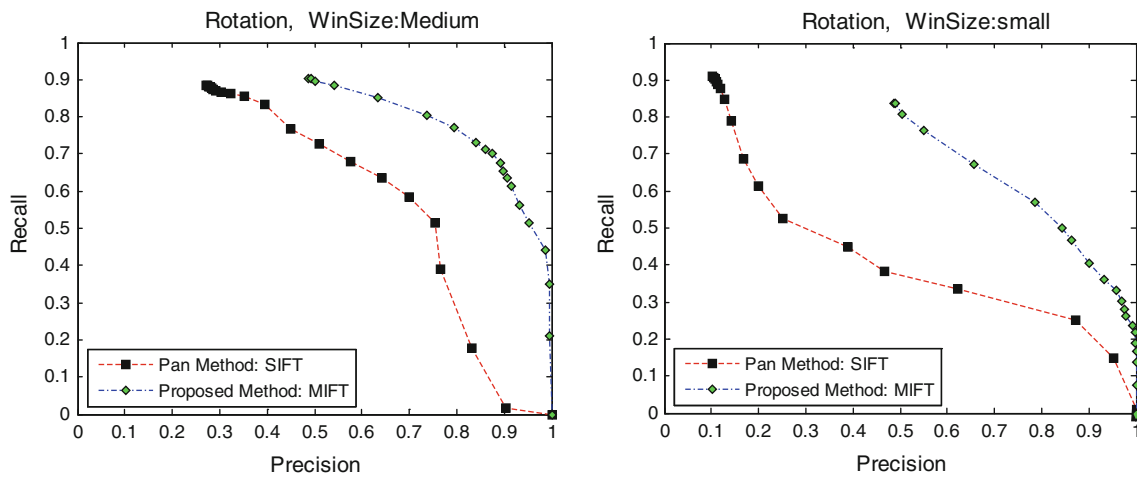 Rotation, WinSize:Medium
1
0.9
0.8
0.7
0.6
0.5
0.4
0.3
0.2
0.1
0
Recall
Pan Method: SIFT
Proposed Method: MIFT
0 0.1 0.2 0.3 0.4 0.5 0.6 0.7 0.8 0.9 1
Precision
Rotation, WinSize:small
1
0.9
0.8
0.7
0.6
0.5
0.4
0.3
0.2
0.1
0
Recall
Pan Method: SIFT
Proposed Method: MIFT
0 0.1 0.2 0.3 0.4 0.5 0.6 0.7 0.8 0.9 1
Precision